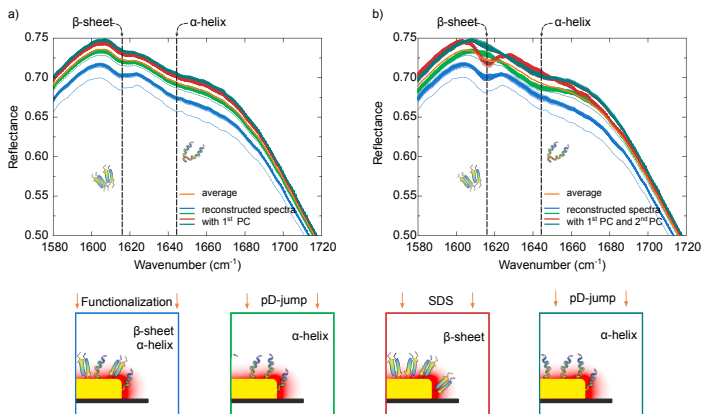 a)
β-sheet
α-helix
0.75
0.70
0.65
0.60
0.55
0.50
Reflectance
average
reconstructed spectra
with 1st PC
1580
1600
1620
1640
1660
1680
1700
1720
Wavenumber (cm-1)
b)
β-sheet
α-helix
0.75
0.70
0.65
0.60
0.55
0.50
Reflectance
average
reconstructed spectra
with 1st PC and 2nd PC
1580
1600
1620
1640
1660
1680
1700
1720
Wavenumber (cm-1)
Functionalization
β-sheet
α-helix
pD-jump
α-helix
SDS
β-sheet
pD-jump
α-helix